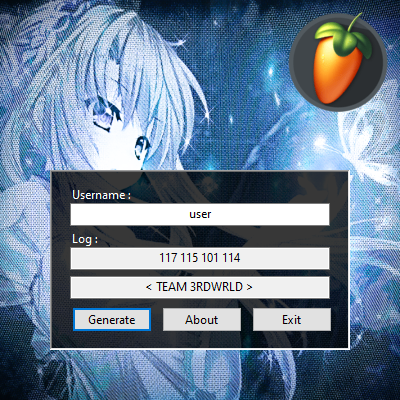 Username :
user
Log :
117 115 101 114
< TEAM 3RDWRLD >
Generate About Exit